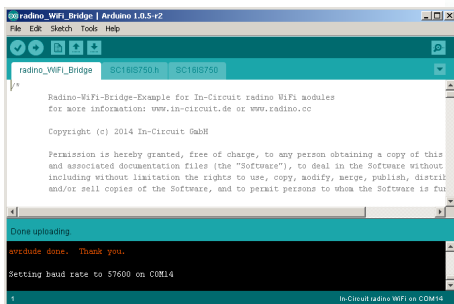 radino_WiFi_Bridge | Arduino 1.0.5-r2
File Edit Sketch Tools Help
radino_WiFi_Bridge SC16IS750.h SC16IS750
/*
Radino-WiFi-Bridge-Example for In-Circuit radino WiFi modules
for more information: www.in-circuit.de or www.radino.cc
Copyright (c) 2014 In-Circuit GmbH
Permission is hereby granted, free of charge, to any person obtaining a copy of this
and associated documentation files (the "Software"), to deal in the Software without
including without limitation the rights to use, copy, modify, merge, publish, distrib
and/or sell copies of the Software, and to permit persons to whom the Software is fur
Done uploading.
avrdude done. Thank you.
Setting baud rate to 57600 on COM14
1 In-Circuit radino WiFi on COM14